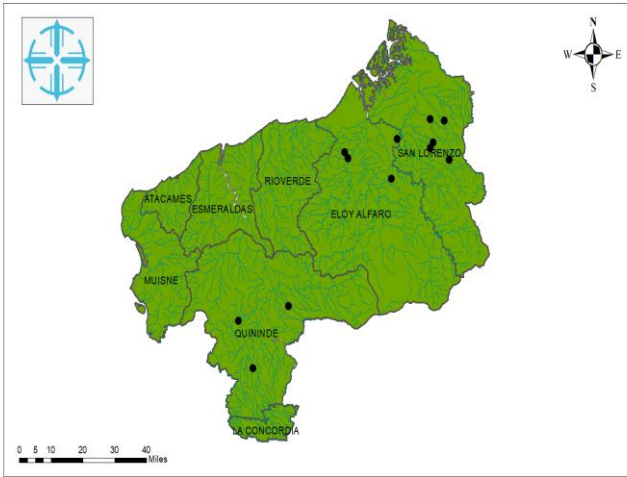 N
W E
S
SAN LORENZO
RIOVERDE
ATACAMES
ESMERALDAS
ELOY ALFARO
MUISNE
QUININDE
LA CONCORDIA
0 5 10 20 30 40
Miles